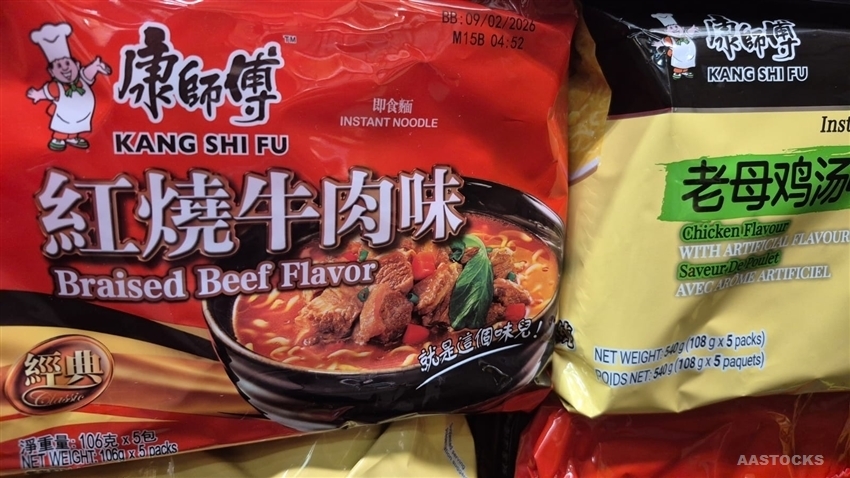 BB:09/02/2026
M15B 04:52
康師傅™
KANG SHI FU
即食麵
INSTANT NOODLE
紅燒牛肉味
Braised Beef Flavor
就是這個味兒!
經典
Classic
淨重量: 106克 x 5包
NET WEIGHT: 106g x 5 packs
康師傅
KANG SHI FU
老母鸡汤
Chicken Flavour
WITH ARTIFICIAL FLAVOUR
Saveur De Poulet
AVEC ARÔME ARTIFICIEL
NET WEIGHT: 540 g (108 g x 5 packs)
POIDS NET: 540 g (108 g x 5 paquets)
AASTOCKS